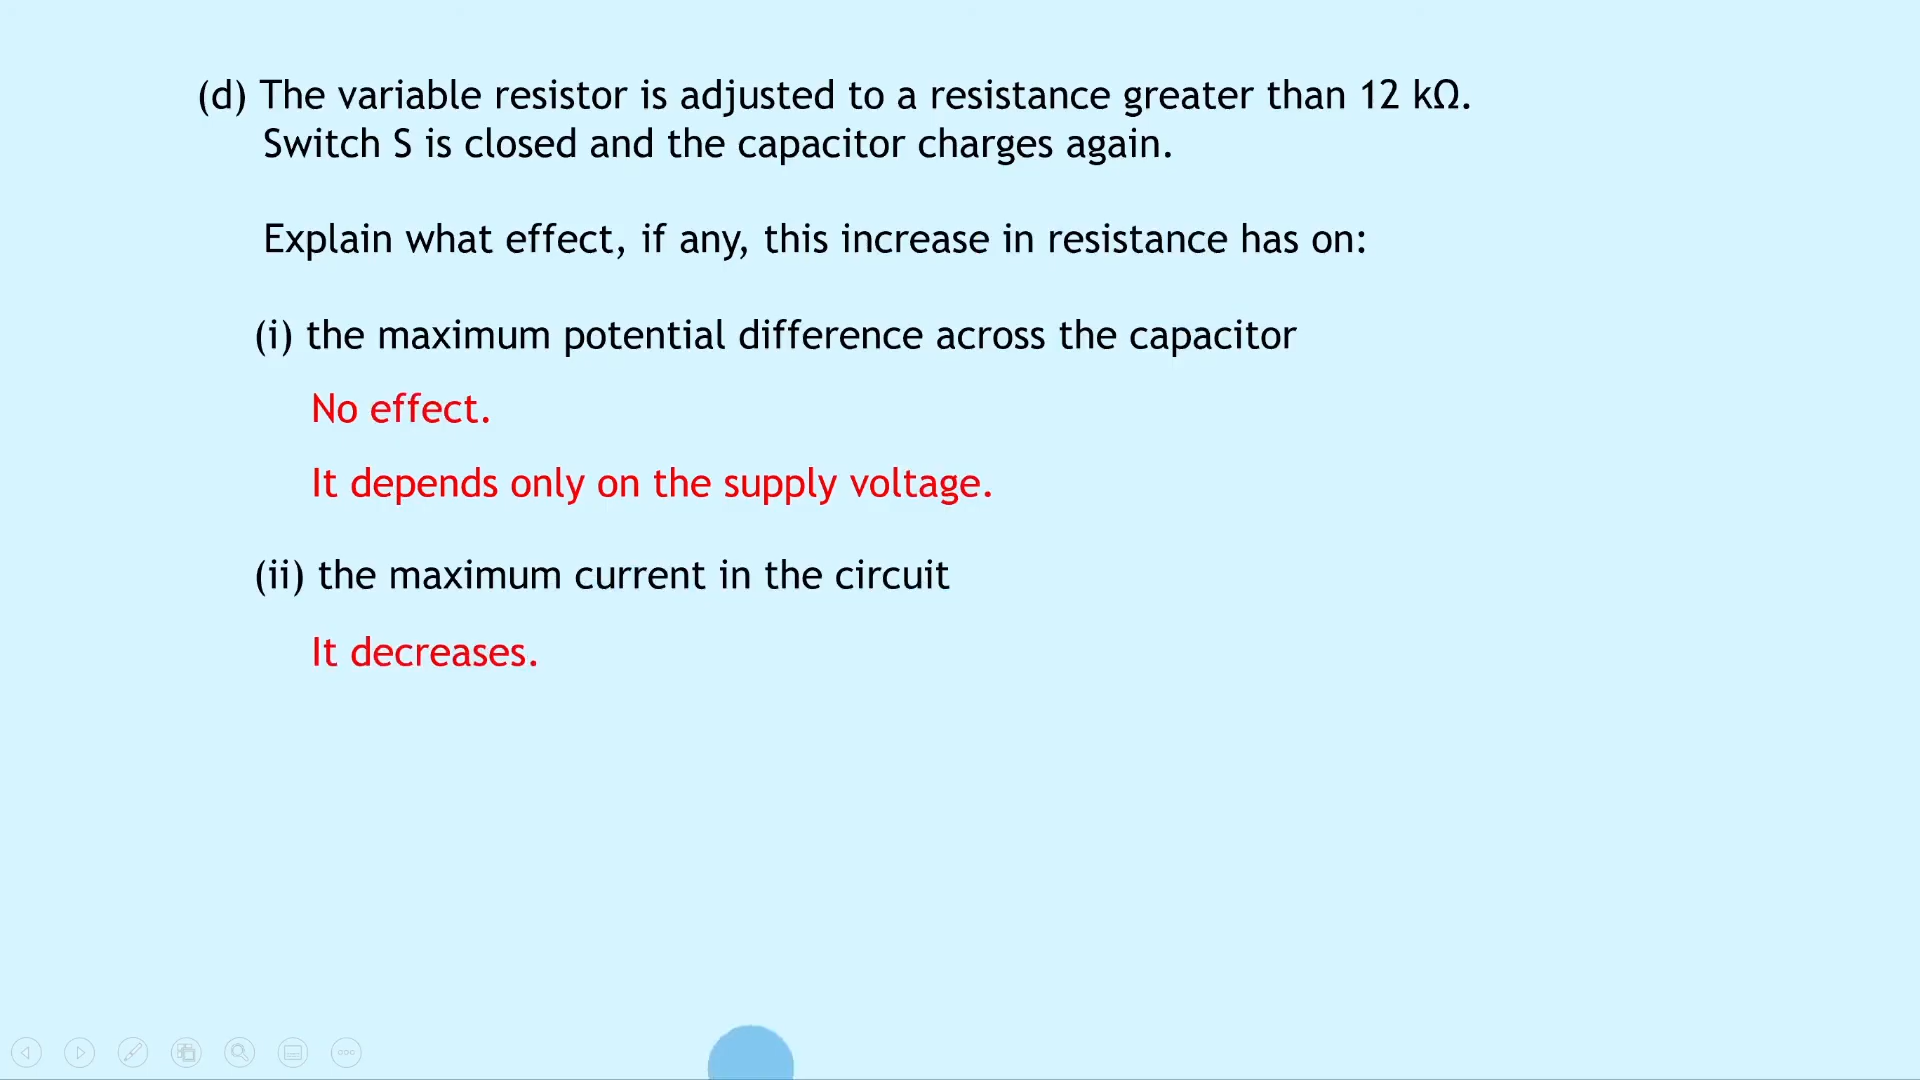 (d) The variable resistor is adjusted to a resistance greater than 12 kΩ.
Switch S is closed and the capacitor charges again.
Explain what effect, if any, this increase in resistance has on:
(i) the maximum potential difference across the capacitor
No effect.
It depends only on the supply voltage.
(ii) the maximum current in the circuit
It decreases.